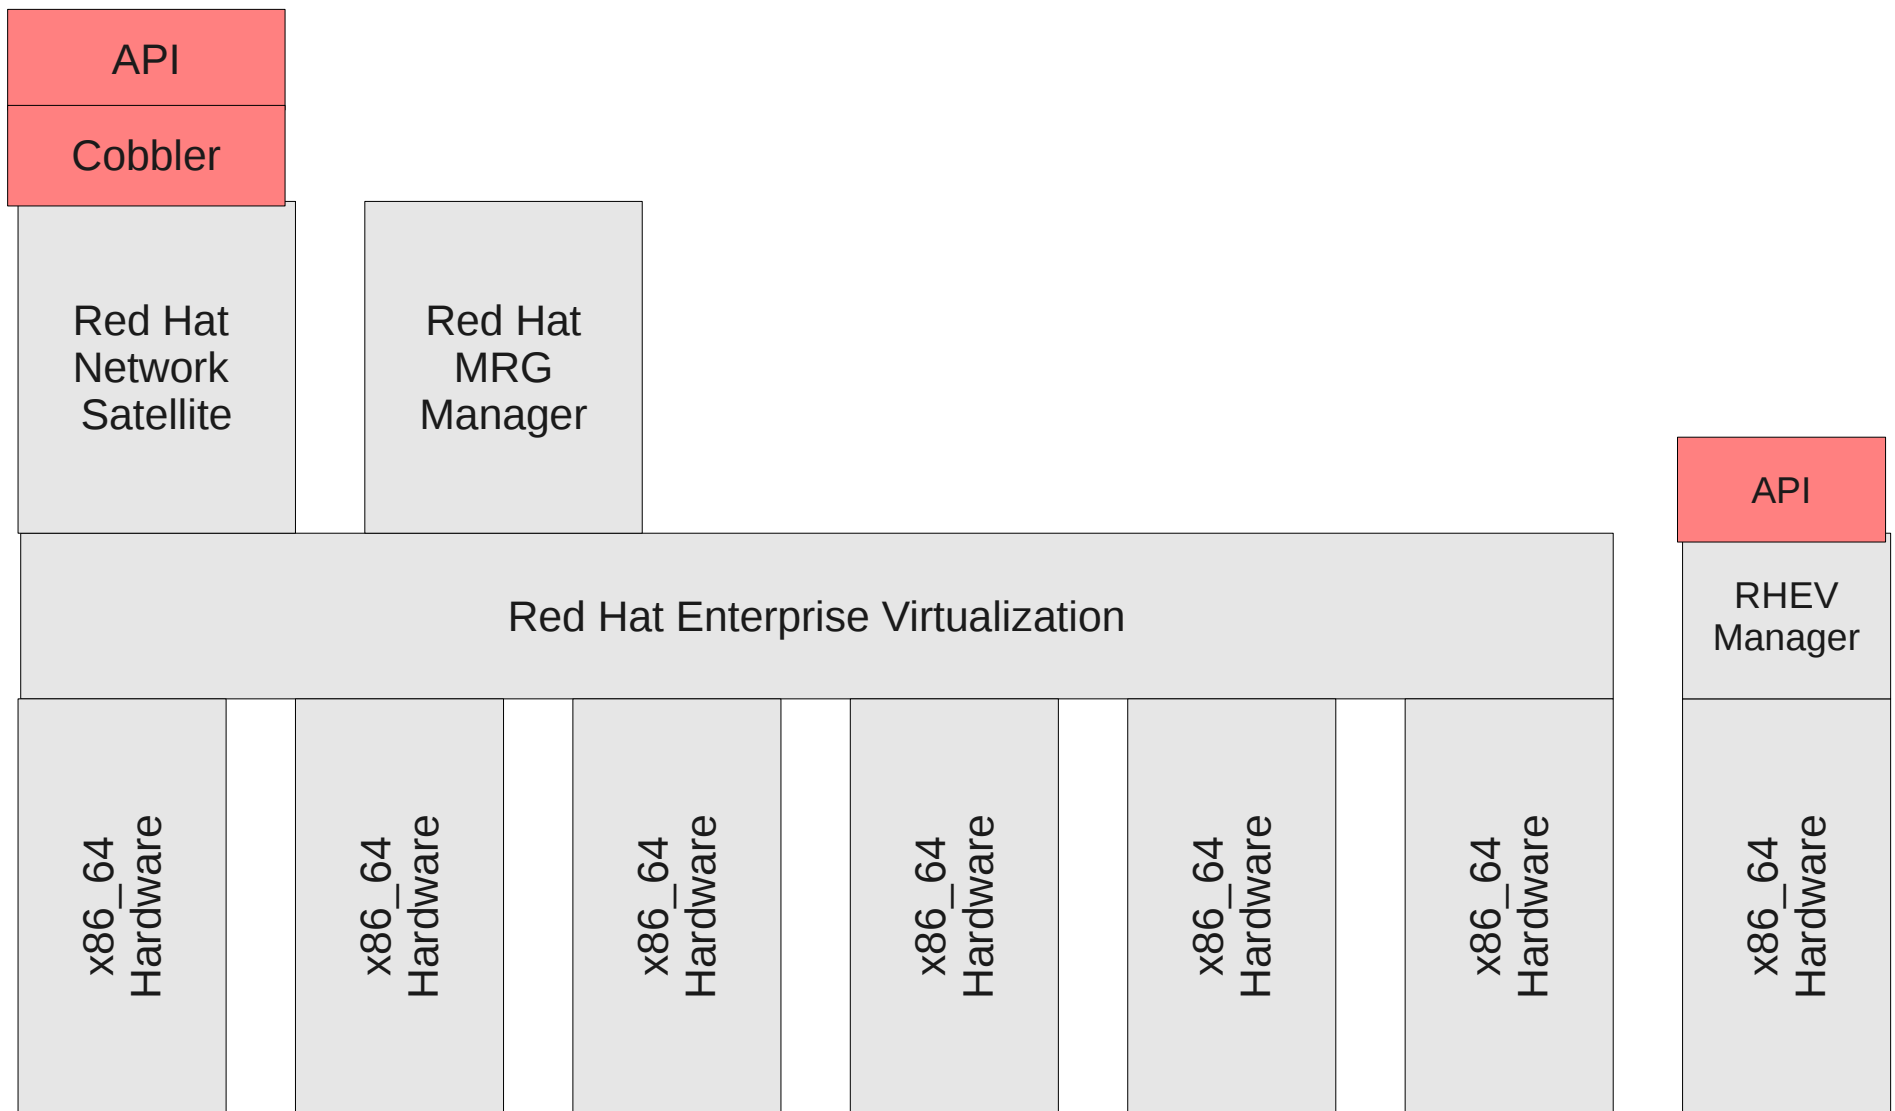 API
Cobbler
Red Hat
Network
Satellite
Red Hat
MRG
Manager
API
Red Hat Enterprise Virtualization
RHEV
Manager
x86_64
Hardware
x86_64
Hardware
x86_64
Hardware
x86_64
Hardware
x86_64
Hardware
x86_64
Hardware
x86_64
Hardware